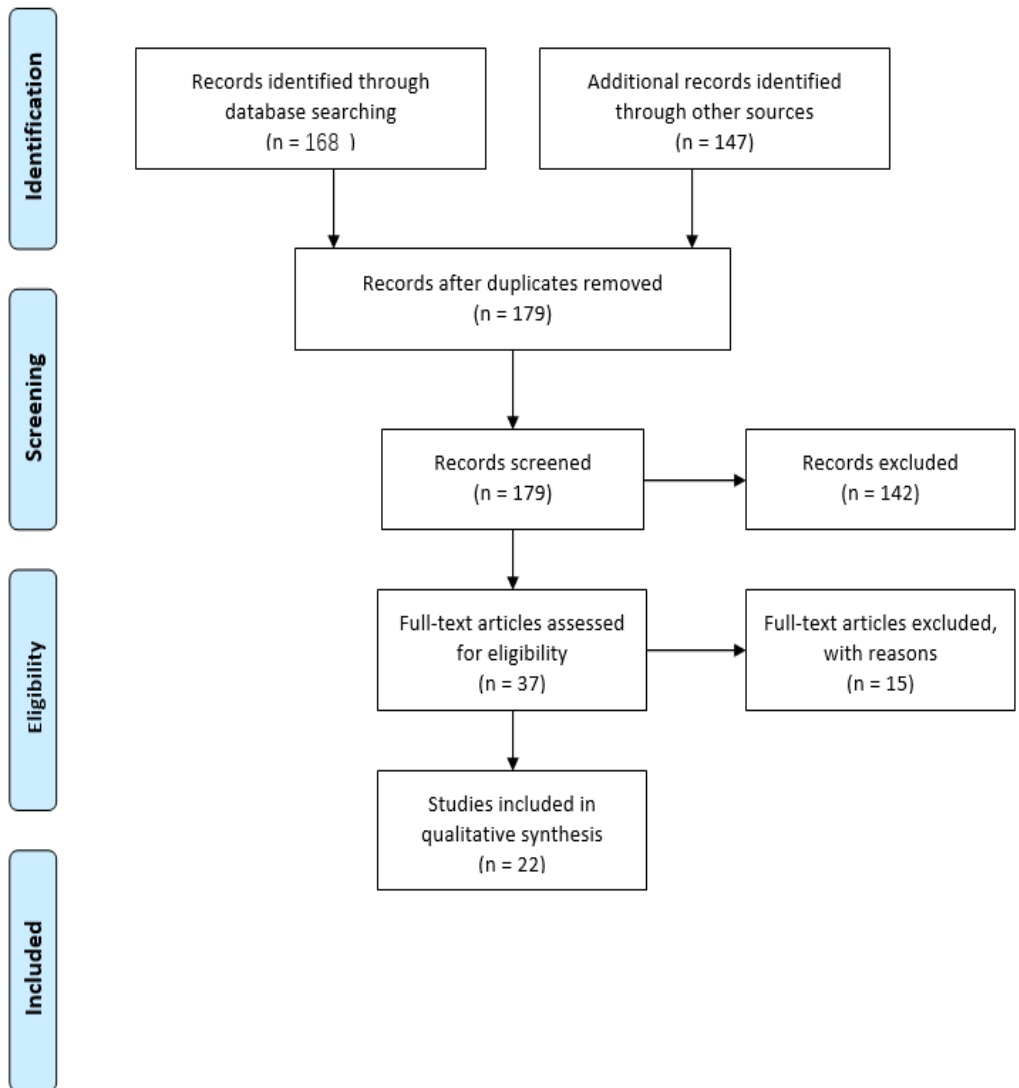 Identification
Records identified through
database searching
(n = 168 )
Additional records identified
through other sources
(n = 147)
Records after duplicates removed
(n = 179)
Screening
Records screened
(n = 179)
Records excluded
(n = 142)
Eligibility
Full-text articles assessed
for eligibility
(n = 37)
Full-text articles excluded,
with reasons
(n = 15)
Studies included in
qualitative synthesis
(n = 22)
Included